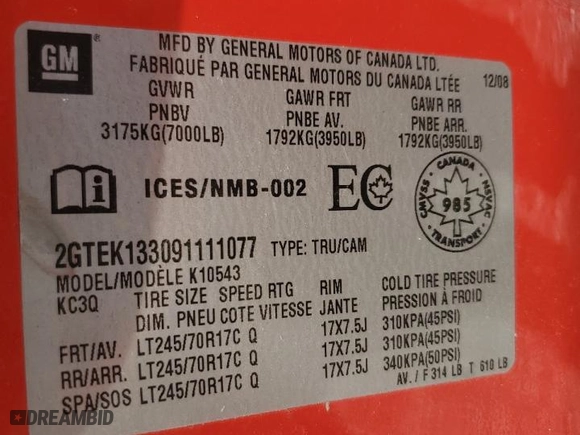 GM
MFD BY GENERAL MOTORS OF CANADA LTD.
FABRIQUÉ PAR GENERAL MOTORS DU CANADA LTÉE 12/08
GVWR GAWR FRT GAWR RR
PNBV PNBE AV. PNBE ARR.
3175KG(7000LB) 1792KG(3950LB) 1792KG(3950LB)
ICES/NMB-002 EC
CANADA
CMVSS 985 NSVAC
TRANSPORT
2GTEK133091111077 TYPE: TRU/CAM
MODEL/MODÈLE K10543
KC3Q TIRE SIZE SPEED RTG RIM COLD TIRE PRESSURE
DIM. PNEU COTE VITESSE JANTE PRESSION À FROID
FRT/AV. LT245/70R17C Q 17X7.5J 310KPA(45PSI)
RR/ARR. LT245/70R17C Q 17X7.5J 310KPA(45PSI)
SPA/SOS LT245/70R17C Q 17X7.5J 340KPA(50PSI)
AV. / F 314 LB T 610 LB
DREAMBID